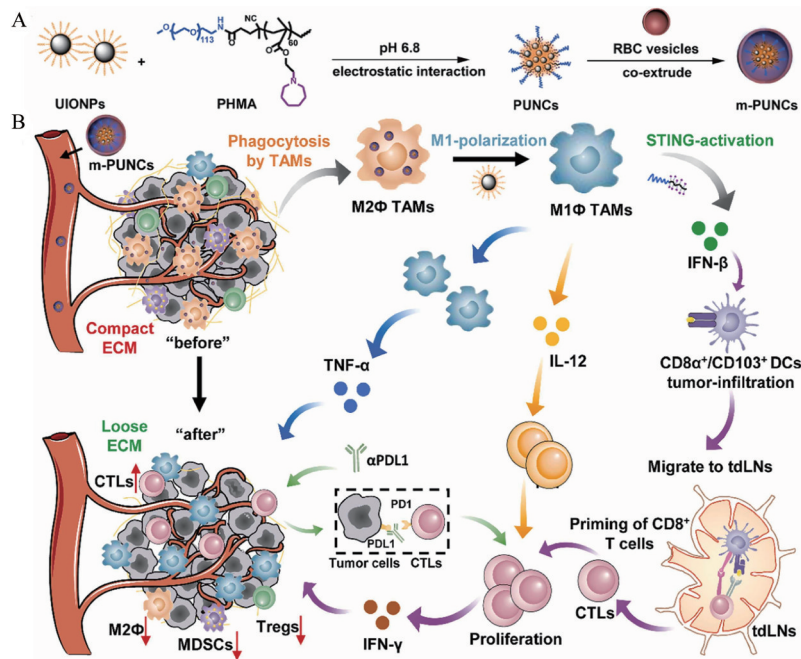 A
NC
113
60
UIONPs
+
PHMA
pH 6.8
electrostatic interaction
PUNCs
RBC vesicles
co-extrude
m-PUNCs
B
m-PUNCs
Phagocytosis
by TAMs
M2Φ TAMs
M1-polarization
M1Φ TAMs
STING-activation
IFN-β
Compact
ECM
"before"
CD8α⁺/CD103⁺ DCs
tumor-infiltration
TNF-α
IL-12
Loose
ECM
"after"
CTLs
αPDL1
PD1
PDL1
Tumor cells
CTLs
Migrate to tdLNs
Priming of CD8⁺
T cells
CTLs
tdLNs
M2Φ
MDSCs
Tregs
IFN-γ
Proliferation